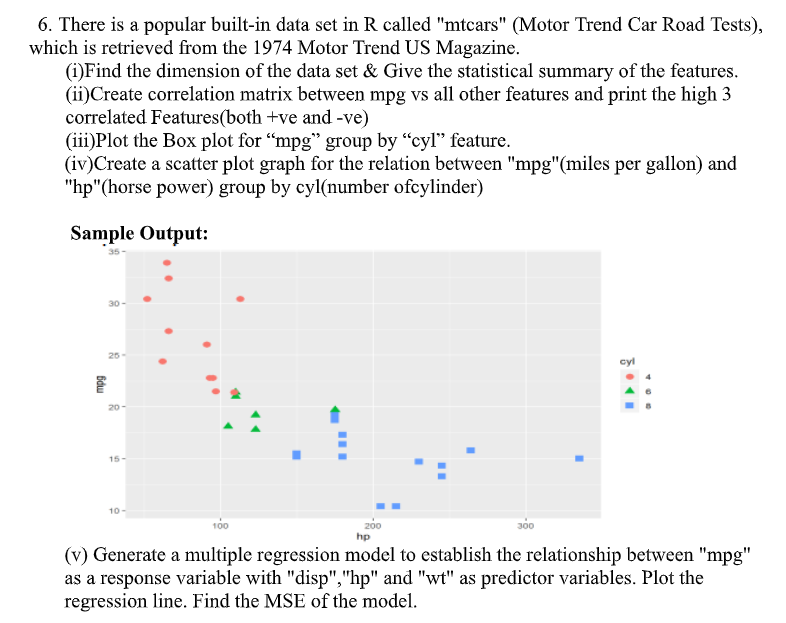 6. There is a popular built-in data set in R called "mtcars" (Motor Trend Car Road Tests),
which is retrieved from the 1974 Motor Trend US Magazine.
(i)Find the dimension of the data set & Give the statistical summary of the features.
(ii)Create correlation matrix between mpg vs all other features and print the high 3
correlated Features(both +ve and -ve)
(iii)Plot the Box plot for “mpg” group by “cyl” feature.
(iv)Create a scatter plot graph for the relation between "mpg"(miles per gallon) and
"hp"(horse power) group by cyl(number ofcylinder)
Sample Output:
35
30
25
20
15
10
mpg
100
200
300
hp
cyl
4
6
8
(v) Generate a multiple regression model to establish the relationship between "mpg"
as a response variable with "disp","hp" and "wt" as predictor variables. Plot the
regression line. Find the MSE of the model.